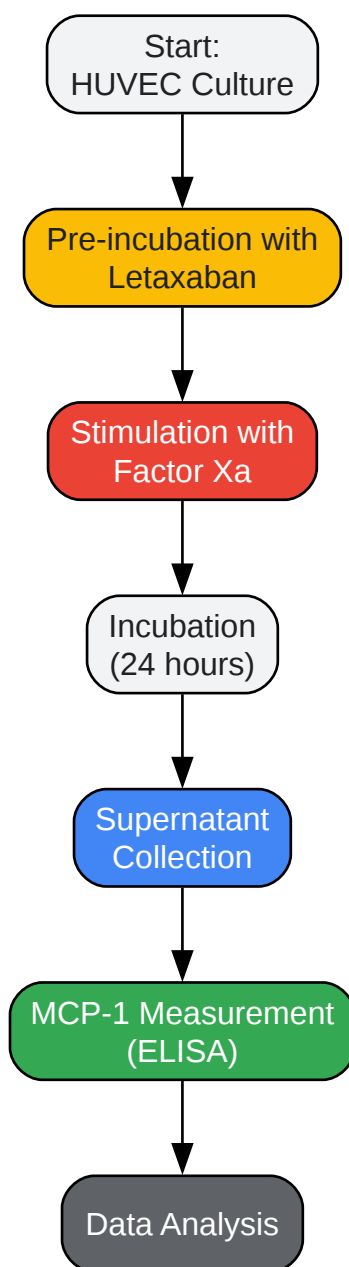 Start:
HUVEC Culture
Pre-incubation with
Letaxaban
Stimulation with
Factor Xa
Incubation
(24 hours)
Supernatant
Collection
MCP-1 Measurement
(ELISA)
Data Analysis